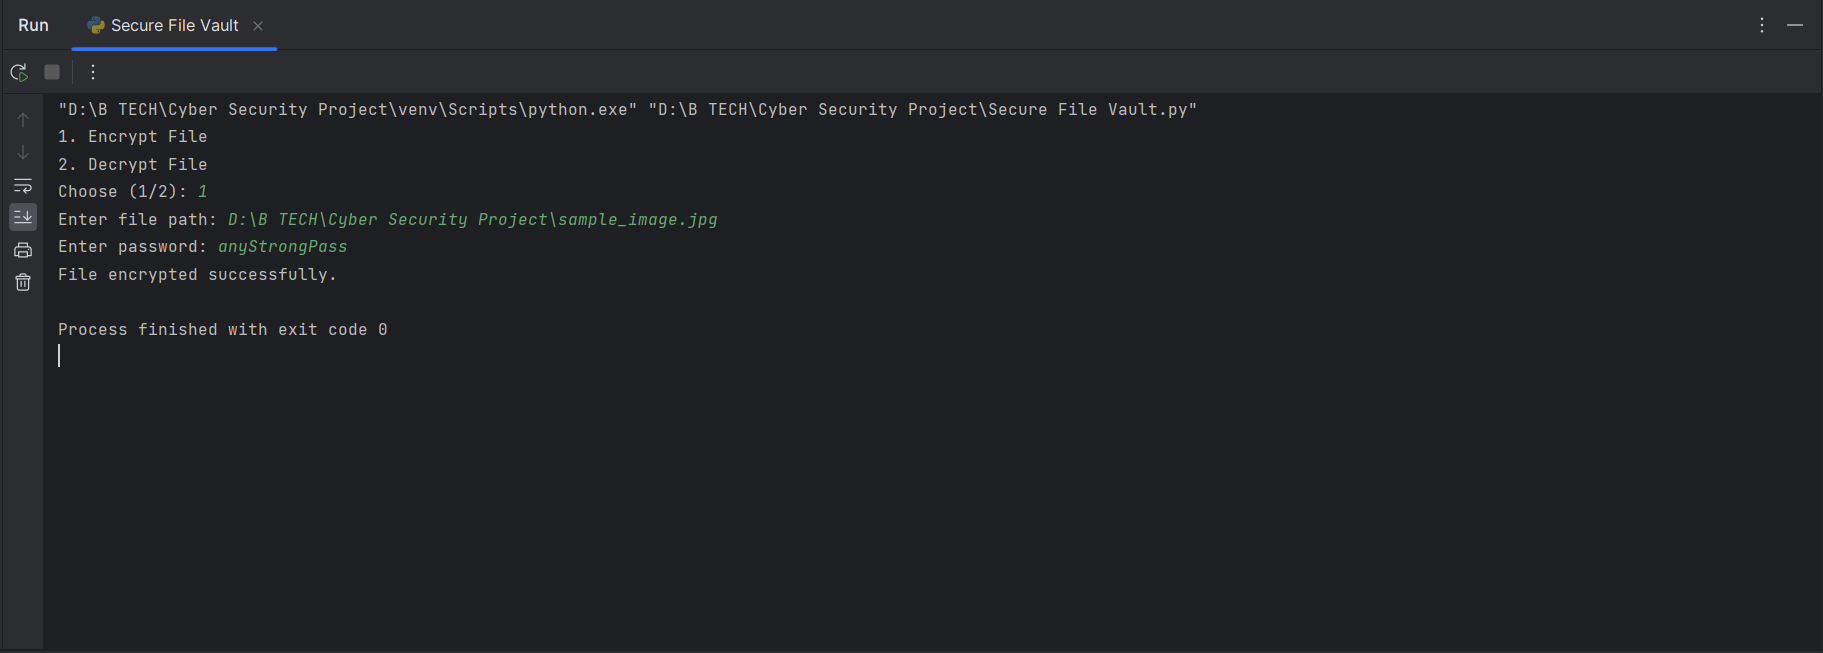 Run
Secure File Vault
"D:\B TECH\Cyber Security Project\venv\Scripts\python.exe" "D:\B TECH\Cyber Security Project\Secure File Vault.py"
1. Encrypt File
2. Decrypt File
Choose (1/2): 1
Enter file path: D:\B TECH\Cyber Security Project\sample_image.jpg
Enter password: anyStrongPass
File encrypted successfully.
Process finished with exit code 0